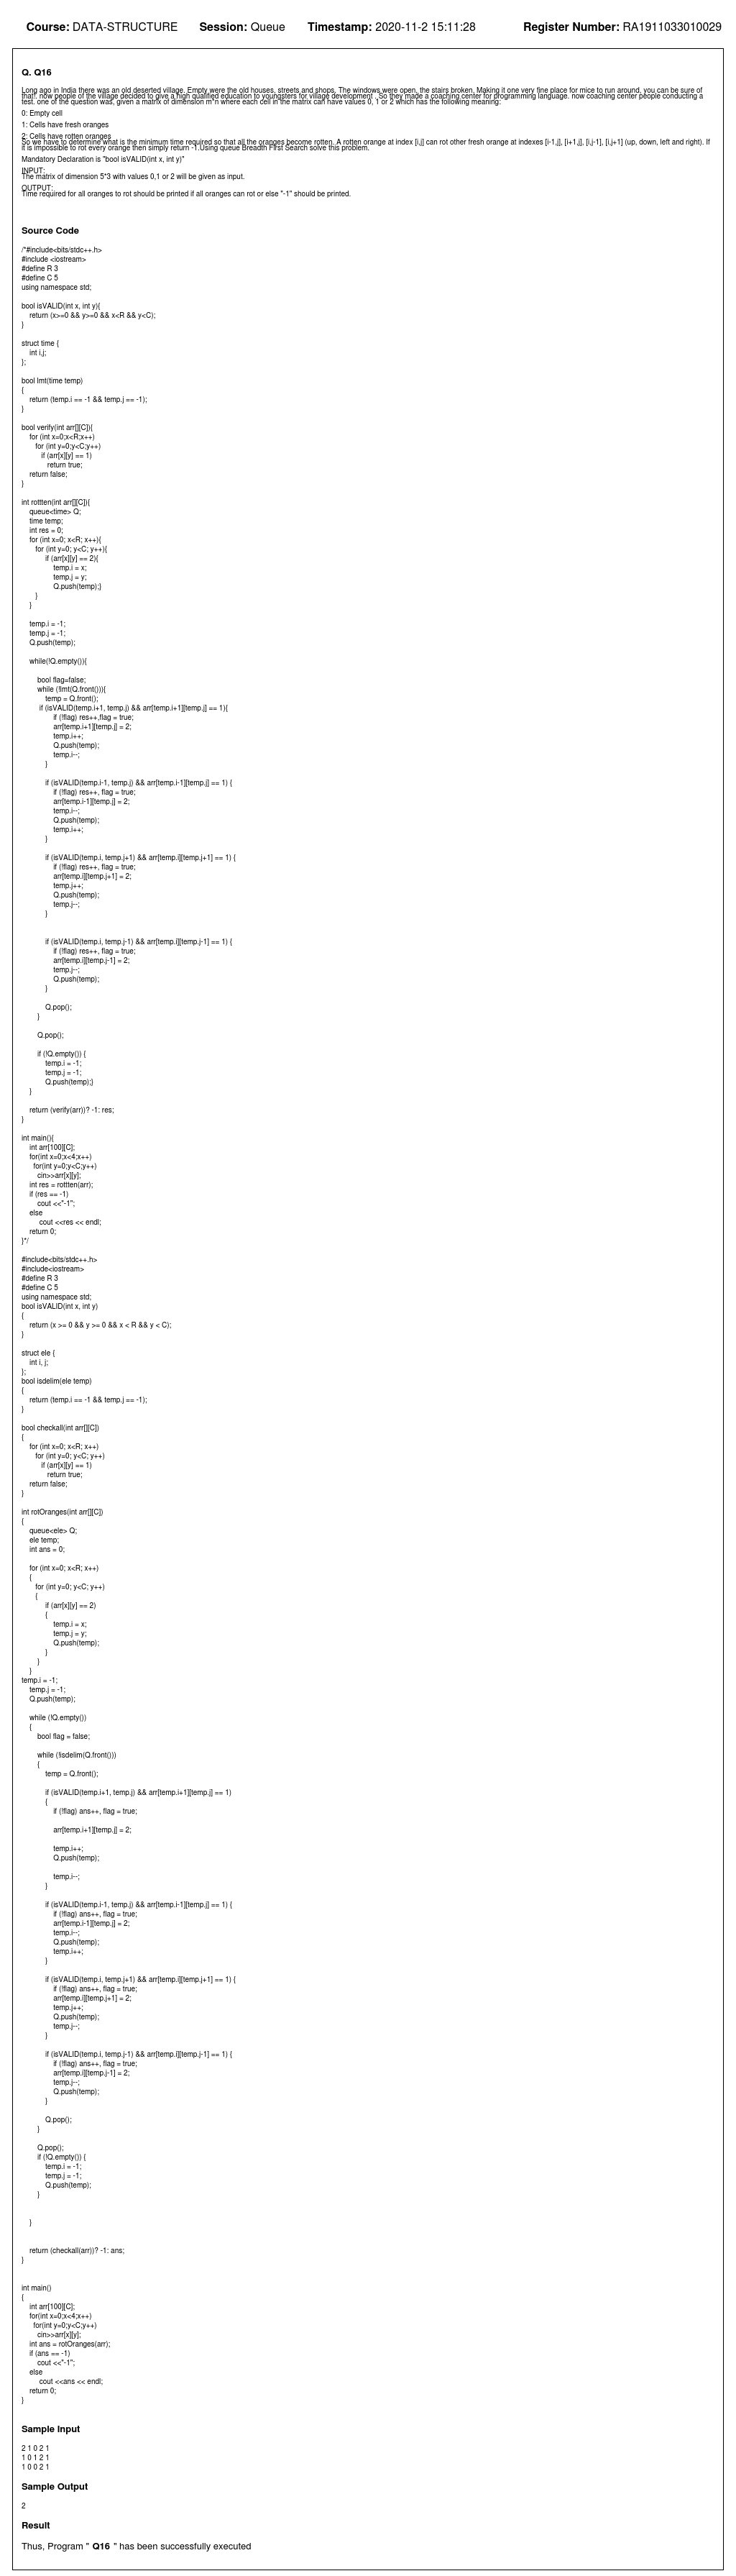 Course: DATA-STRUCTURE Session: Queue Timestamp: 2020-11-2 15:11:28 Register Number: RA1911033010029
Q. Q16
Long ago in India there was an old deserted village. Empty were the old houses, streets and shops. The windows were open, the stairs broken. Making it one very fine place for mice to run around, you can be sure of
that!. now people of the village decided to give a high qualified education to youngsters for village development . So they made a coaching center for programming language. now coaching center people conducting a
test. one of the question was, given a matrix of dimension m*n where each cell in the matrix can have values 0, 1 or 2 which has the following meaning:
0: Empty cell
1: Cells have fresh oranges
2: Cells have rotten oranges
So we have to determine what is the minimum time required so that all the oranges become rotten. A rotten orange at index [i,j] can rot other fresh orange at indexes [i-1,j], [i+1,j], [i,j-1], [i,j+1] (up, down, left and right). If
it is impossible to rot every orange then simply return -1.Using queue Breadth First Search solve this problem.
Mandatory Declaration is "bool isVALID(int x, int y)"
INPUT:
The matrix of dimension 5*3 with values 0,1 or 2 will be given as input.
OUTPUT:
Time required for all oranges to rot should be printed if all oranges can rot or else "-1" should be printed.
Source Code
/*#include<bits/stdc++.h>
#include <iostream>
#define R 3
#define C 5
using namespace std;
bool isVALID(int x, int y){
return (x>=0 && y>=0 && x<R && y<C);
}
struct time {
int i,j;
};
bool lmt(time temp)
{
return (temp.i == -1 && temp.j == -1);
}
bool verify(int arr[][C]){
for (int x=0;x<R;x++)
for (int y=0;y<C;y++)
if (arr[x][y] == 1)
return true;
return false;
}
int rottten(int arr[][C]){
queue<time> Q;
time temp;
int res = 0;
for (int x=0; x<R; x++){
for (int y=0; y<C; y++){
if (arr[x][y] == 2){
temp.i = x;
temp.j = y;
Q.push(temp);}
}
}
temp.i = -1;
temp.j = -1;
Q.push(temp);
while(!Q.empty()){
bool flag=false;
while (!lmt(Q.front())){
temp = Q.front();
if (isVALID(temp.i+1, temp.j) && arr[temp.i+1][temp.j] == 1){
if (!flag) res++,flag = true;
arr[temp.i+1][temp.j] = 2;
temp.i++;
Q.push(temp);
temp.i--;
}
if (isVALID(temp.i-1, temp.j) && arr[temp.i-1][temp.j] == 1) {
if (!flag) res++, flag = true;
arr[temp.i-1][temp.j] = 2;
temp.i--;
Q.push(temp);
temp.i++;
}
if (isVALID(temp.i, temp.j+1) && arr[temp.i][temp.j+1] == 1) {
if (!flag) res++, flag = true;
arr[temp.i][temp.j+1] = 2;
temp.j++;
Q.push(temp);
temp.j--;
}
if (isVALID(temp.i, temp.j-1) && arr[temp.i][temp.j-1] == 1) {
if (!flag) res++, flag = true;
arr[temp.i][temp.j-1] = 2;
temp.j--;
Q.push(temp);
}
Q.pop();
}
Q.pop();
if (!Q.empty()) {
temp.i = -1;
temp.j = -1;
Q.push(temp);}
}
return (verify(arr))? -1: res;
}
int main(){
int arr[100][C];
for(int x=0;x<4;x++)
for(int y=0;y<C;y++)
cin>>arr[x][y];
int res = rottten(arr);
if (res == -1)
cout <<"-1";
else
cout <<res << endl;
return 0;
}*/
#include<bits/stdc++.h>
#include<iostream>
#define R 3
#define C 5
using namespace std;
bool isVALID(int x, int y)
{
return (x >= 0 && y >= 0 && x < R && y < C);
}
struct ele {
int i, j;
};
bool isdelim(ele temp)
{
return (temp.i == -1 && temp.j == -1);
}
bool checkall(int arr[][C])
{
for (int x=0; x<R; x++)
for (int y=0; y<C; y++)
if (arr[x][y] == 1)
return true;
return false;
}
int rotOranges(int arr[][C])
{
queue<ele> Q;
ele temp;
int ans = 0;
for (int x=0; x<R; x++)
{
for (int y=0; y<C; y++)
{
if (arr[x][y] == 2)
{
temp.i = x;
temp.j = y;
Q.push(temp);
}
}
}
temp.i = -1;
temp.j = -1;
Q.push(temp);
while (!Q.empty())
{
bool flag = false;
while (!isdelim(Q.front()))
{
temp = Q.front();
if (isVALID(temp.i+1, temp.j) && arr[temp.i+1][temp.j] == 1)
{
if (!flag) ans++, flag = true;
arr[temp.i+1][temp.j] = 2;
temp.i++;
Q.push(temp);
temp.i--;
}
if (isVALID(temp.i-1, temp.j) && arr[temp.i-1][temp.j] == 1) {
if (!flag) ans++, flag = true;
arr[temp.i-1][temp.j] = 2;
temp.i--;
Q.push(temp);
temp.i++;
}
if (isVALID(temp.i, temp.j+1) && arr[temp.i][temp.j+1] == 1) {
if (!flag) ans++, flag = true;
arr[temp.i][temp.j+1] = 2;
temp.j++;
Q.push(temp);
temp.j--;
}
if (isVALID(temp.i, temp.j-1) && arr[temp.i][temp.j-1] == 1) {
if (!flag) ans++, flag = true;
arr[temp.i][temp.j-1] = 2;
temp.j--;
Q.push(temp);
}
Q.pop();
}
Q.pop();
if (!Q.empty()) {
temp.i = -1;
temp.j = -1;
Q.push(temp);
}
}
return (checkall(arr))? -1: ans;
}
int main()
{
int arr[100][C];
for(int x=0;x<4;x++)
for(int y=0;y<C;y++)
cin>>arr[x][y];
int ans = rotOranges(arr);
if (ans == -1)
cout <<"-1";
else
cout <<ans << endl;
return 0;
}
Sample Input
2 1 0 2 1
1 0 1 2 1
1 0 0 2 1
Sample Output
2
Result
Thus, Program " Q16 " has been successfully executed